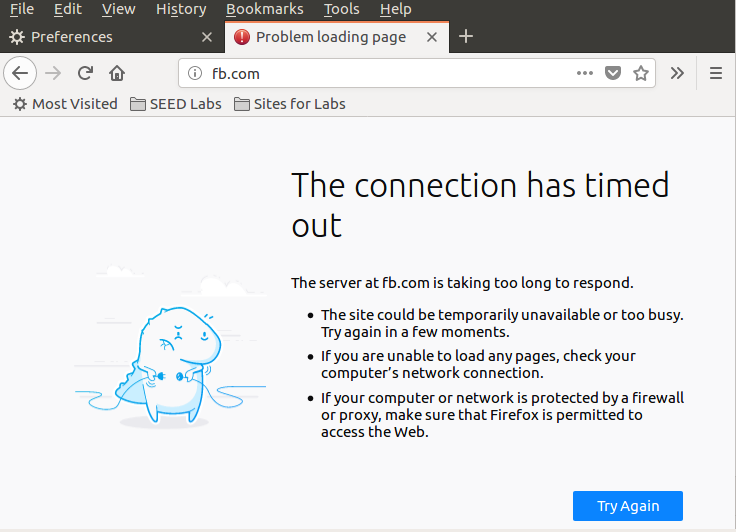 File Edit View History Bookmarks Tools Help
Preferences Problem loading page
fb.com
Most Visited SEED Labs Sites for Labs
The connection has timed
out
The server at fb.com is taking too long to respond.
The site could be temporarily unavailable or too busy.
Try again in a few moments.
If you are unable to load any pages, check your
computer’s network connection.
If your computer or network is protected by a firewall
or proxy, make sure that Firefox is permitted to
access the Web.
Try Again